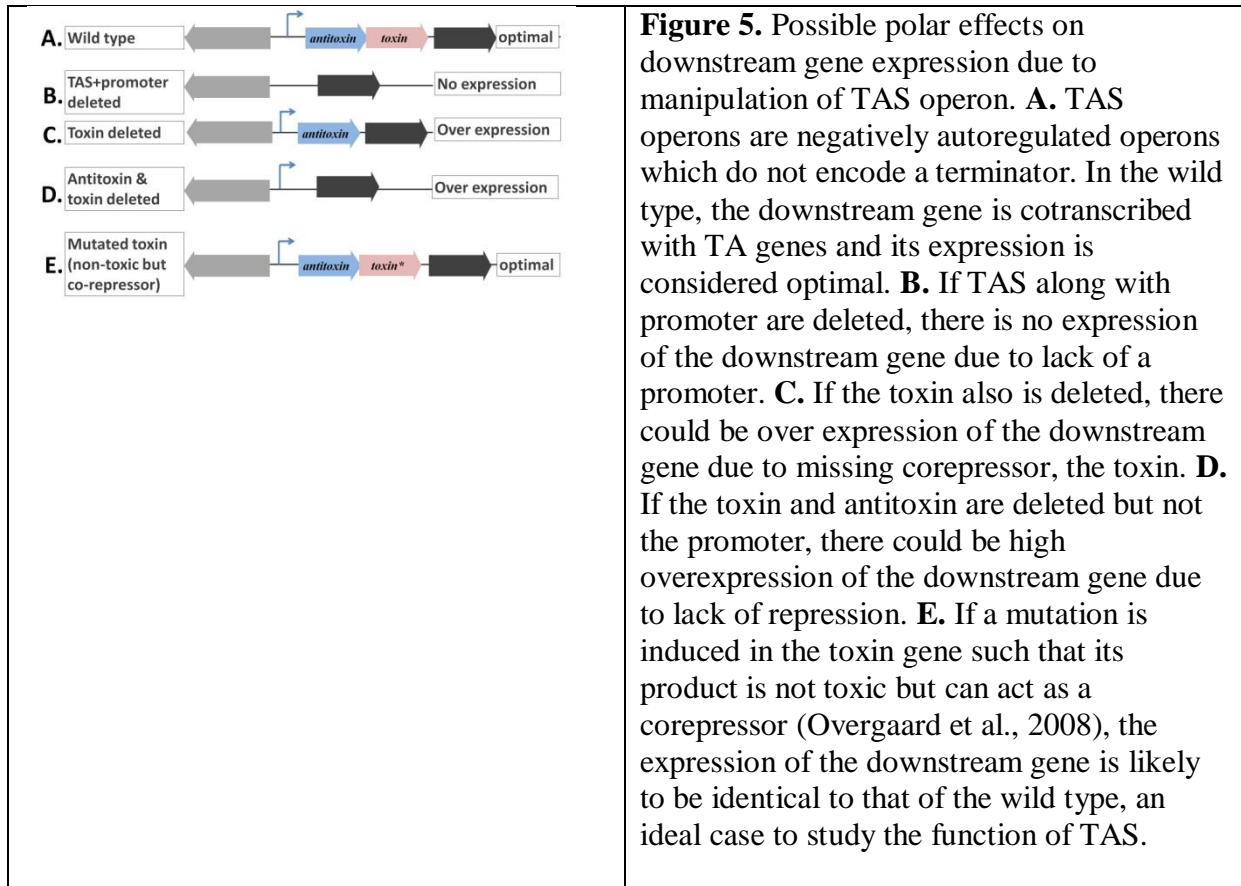 A. Wild type antitoxin toxin optimal
B. TAS+promoter deleted No expression
C. Toxin deleted antitoxin Over expression
D. Antitoxin & toxin deleted Over expression
E. Mutated toxin (non-toxic but co-repressor) antitoxin toxin* optimal
Figure 5. Possible polar effects on
downstream gene expression due to
manipulation of TAS operon. A. TAS
operons are negatively autoregulated operons
which do not encode a terminator. In the wild
type, the downstream gene is cotranscribed
with TA genes and its expression is
considered optimal. B. If TAS along with
promoter are deleted, there is no expression
of the downstream gene due to lack of a
promoter. C. If the toxin also is deleted, there
could be over expression of the downstream
gene due to missing corepressor, the toxin. D.
If the toxin and antitoxin are deleted but not
the promoter, there could be high
overexpression of the downstream gene due
to lack of repression. E. If a mutation is
induced in the toxin gene such that its
product is not toxic but can act as a
corepressor (Overgaard et al., 2008), the
expression of the downstream gene is likely
to be identical to that of the wild type, an
ideal case to study the function of TAS.